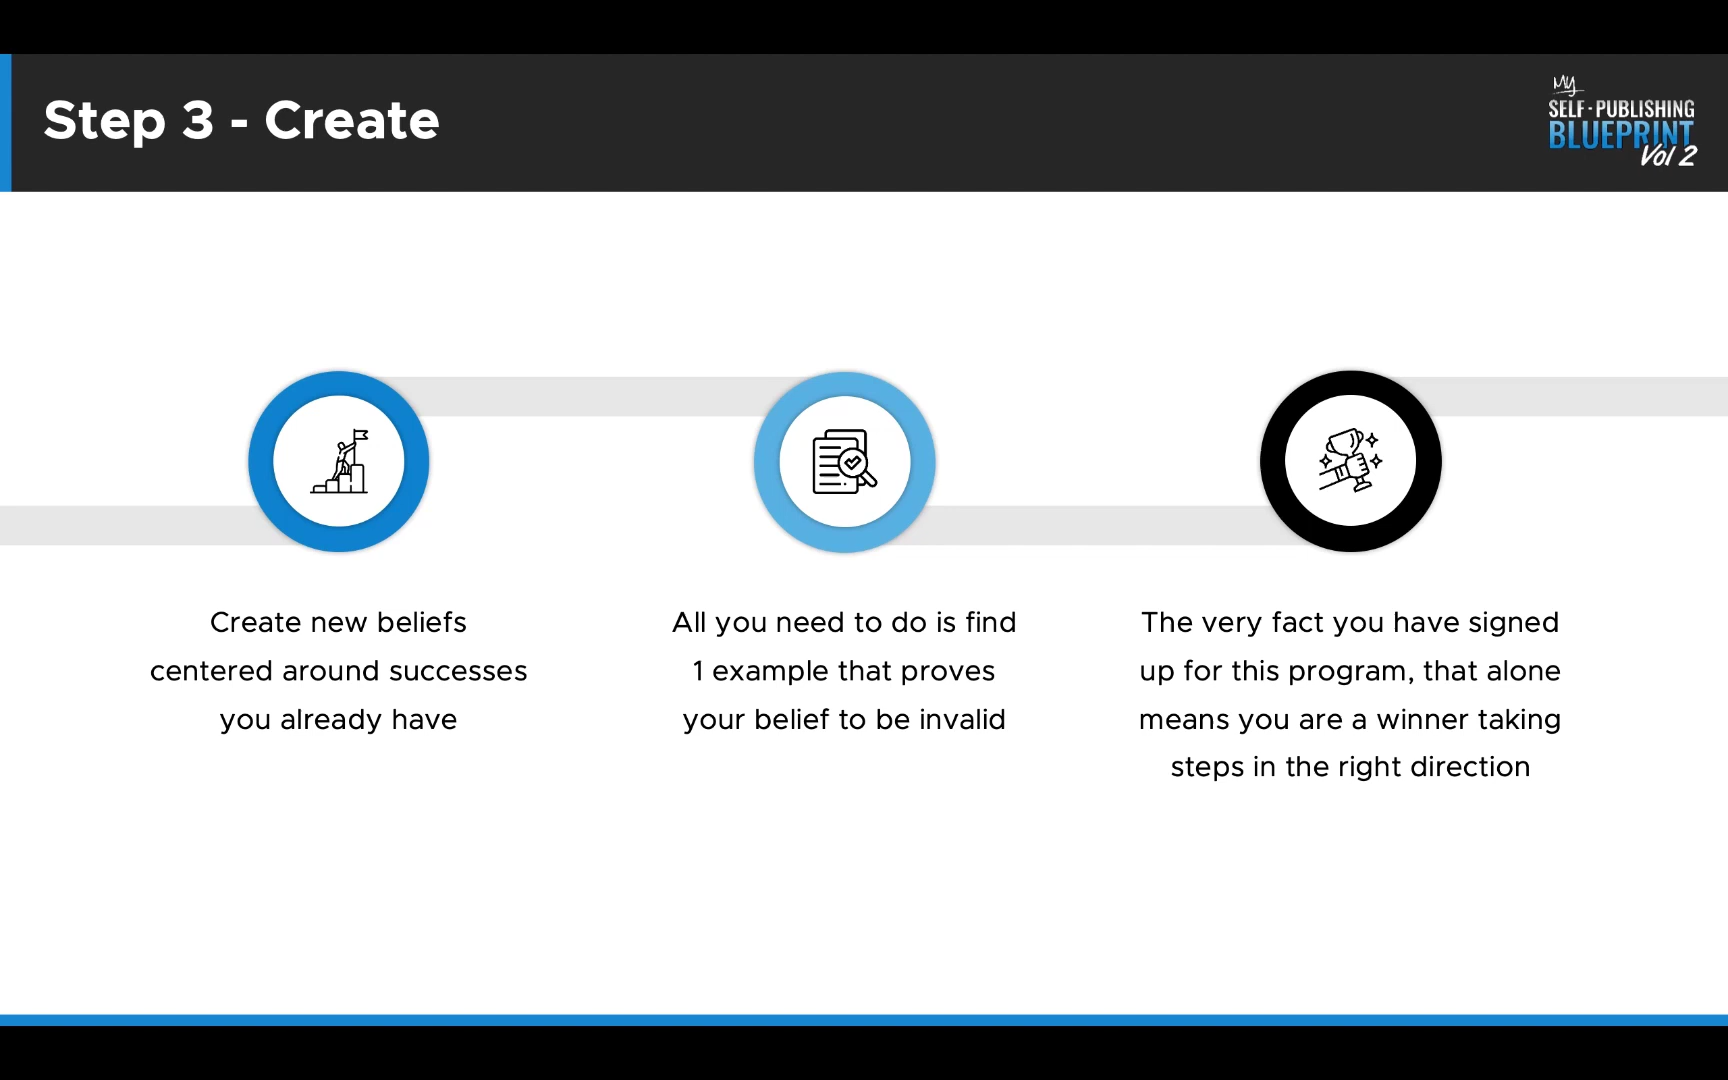 Step 3 - Create
My
SELF-PUBLISHING
BLUEPRINT
Vol 2
Create new beliefs
centered around successes
you already have
All you need to do is find
1 example that proves
your belief to be invalid
The very fact you have signed
up for this program, that alone
means you are a winner taking
steps in the right direction